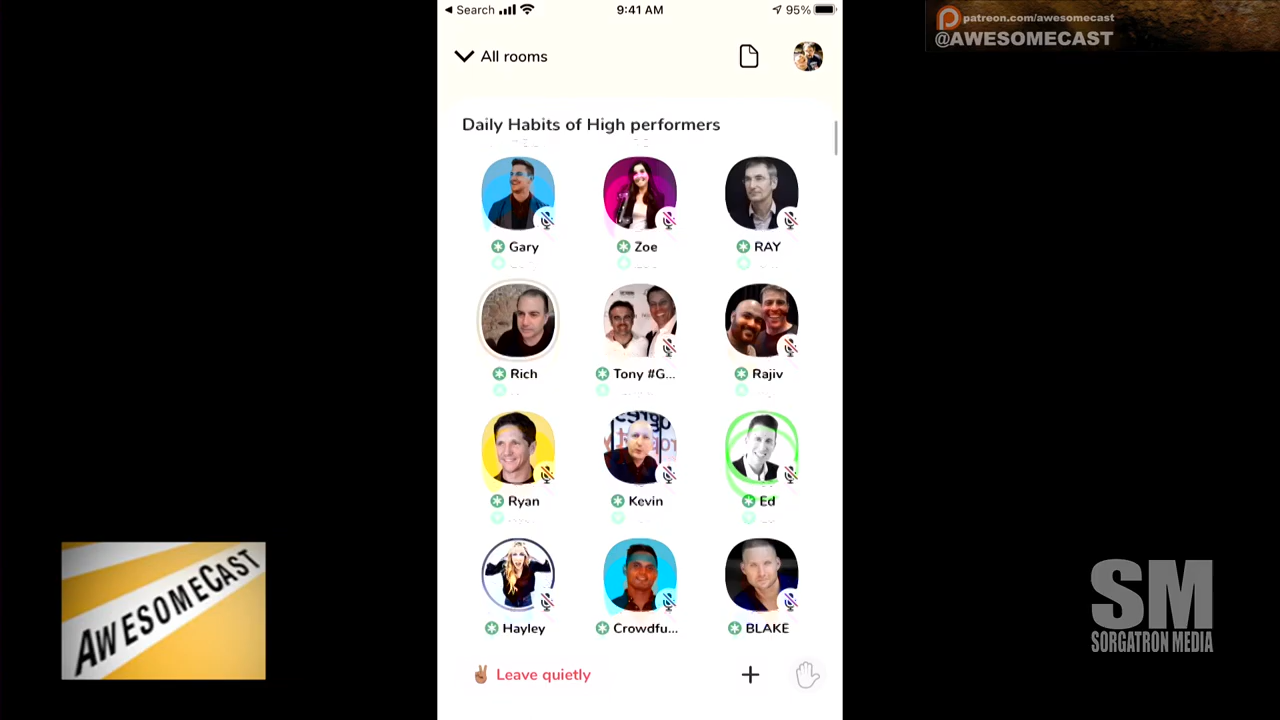 Search
9:41 AM
95%
patreon.com/awesomecast
@AWESOMECAST
All rooms
Daily Habits of High performers
Gary
Zoe
RAY
Rich
Tony #G...
Rajiv
Ryan
Kevin
Ed
Hayley
Crowdfu...
BLAKE
Leave quietly
AWESOMECAST
SM
SORGATRON MEDIA